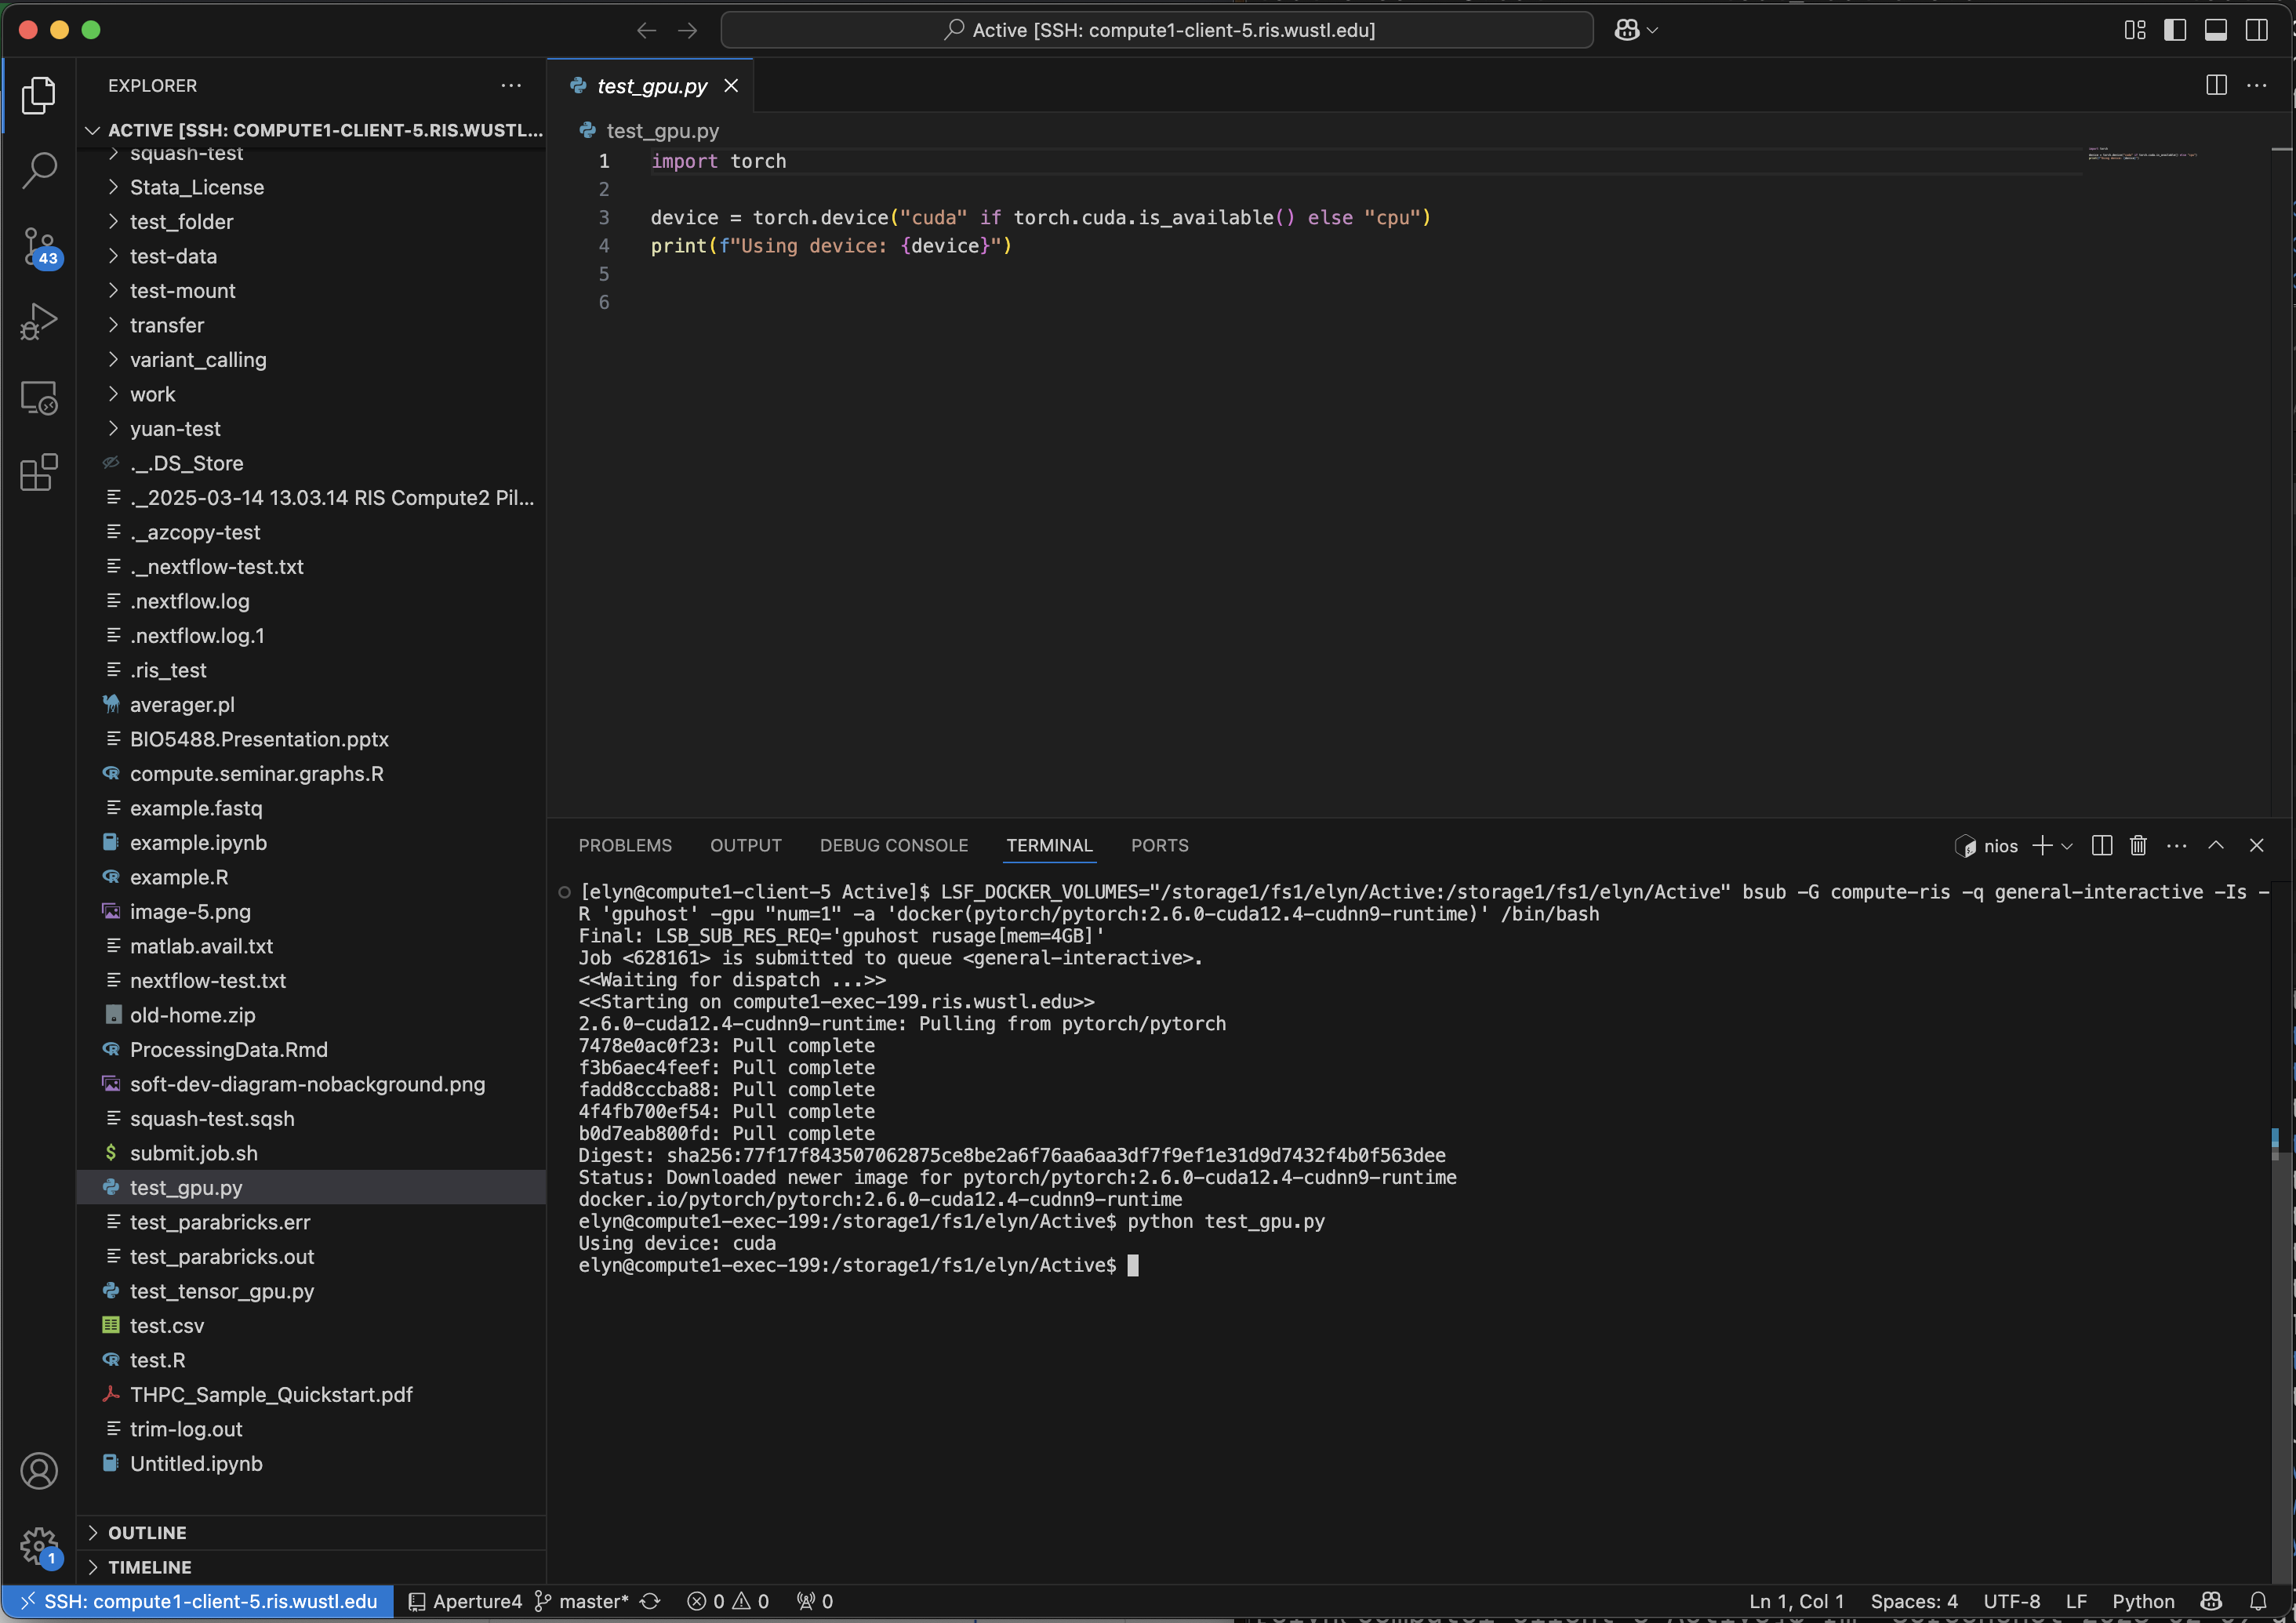 Active [SSH: compute1-client-5.ris.wustl.edu]
EXPLORER
ACTIVE [SSH: COMPUTE1-CLIENT-5.RIS.WUSTL...
squash-test
Stata_License
test_folder
test-data
test-mount
transfer
variant_calling
work
yuan-test
._.DS_Store
._2025-03-14 13.03.14 RIS Compute2 Pil...
._azcopy-test
._nextflow-test.txt
.nextflow.log
.nextflow.log.1
.ris_test
averager.pl
BIO5488.Presentation.pptx
compute.seminar.graphs.R
example.fastq
example.ipynb
example.R
image-5.png
matlab.avail.txt
nextflow-test.txt
old-home.zip
ProcessingData.Rmd
soft-dev-diagram-nobackground.png
squash-test.sqsh
submit.job.sh
test_gpu.py
test_parabricks.err
test_parabricks.out
test_tensor_gpu.py
test.csv
test.R
THPC_Sample_Quickstart.pdf
trim-log.out
Untitled.ipynb
OUTLINE
TIMELINE
43
1
test_gpu.py
test_gpu.py
1 import torch
2
3 device = torch.device("cuda" if torch.cuda.is_available() else "cpu")
4 print(f"Using device: {device}")
5
6
PROBLEMS OUTPUT DEBUG CONSOLE TERMINAL PORTS
nios
[elyn@compute1-client-5 Active]$ LSF_DOCKER_VOLUMES="/storage1/fs1/elyn/Active:/storage1/fs1/elyn/Active" bsub -G compute-ris -q general-interactive -Is -
R 'gpuhost' -gpu "num=1" -a 'docker(pytorch/pytorch:2.6.0-cuda12.4-cudnn9-runtime)' /bin/bash
Final: LSB_SUB_RES_REQ='gpuhost rusage[mem=4GB]'
Job <628161> is submitted to queue <general-interactive>.
<<Waiting for dispatch ...>>
<<Starting on compute1-exec-199.ris.wustl.edu>>
2.6.0-cuda12.4-cudnn9-runtime: Pulling from pytorch/pytorch
7478e0ac0f23: Pull complete
f3b6aec4feef: Pull complete
fadd8cccba88: Pull complete
4f4fb700ef54: Pull complete
b0d7eab800fd: Pull complete
Digest: sha256:77f17f843507062875ce8be2a6f76aa6aa3df7f9ef1e31d9d7432f4b0f563dee
Status: Downloaded newer image for pytorch/pytorch:2.6.0-cuda12.4-cudnn9-runtime
docker.io/pytorch/pytorch:2.6.0-cuda12.4-cudnn9-runtime
elyn@compute1-exec-199:/storage1/fs1/elyn/Active$ python test_gpu.py
Using device: cuda
elyn@compute1-exec-199:/storage1/fs1/elyn/Active$
SSH: compute1-client-5.ris.wustl.edu Aperture4 master* 0 0 0 Ln 1, Col 1 Spaces: 4 UTF-8 LF Python